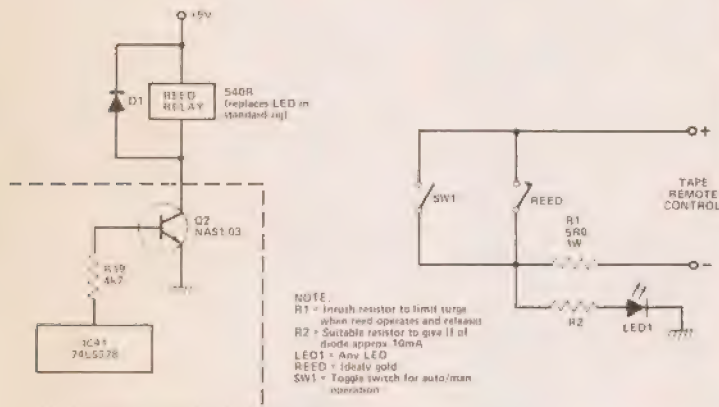 +5V
D1
REED
RELAY
540R
(replaces LED in
standard rig)
Q2
NAS1 03
R39
4k7
IC41
74LS578
SW1
REED
+
TAPE
REMOTE
CONTROL
R1
5R0
1W
–
R2
LED1
NOTE.
R1 = Inrush resistor to limit surge
when reed operates and releases
R2 = Suitable resistor to give If of
diode approx 10mA
LED1 = Any LED
REED = Idealy gold
SW1 = Toggle switch for auto/man
operation